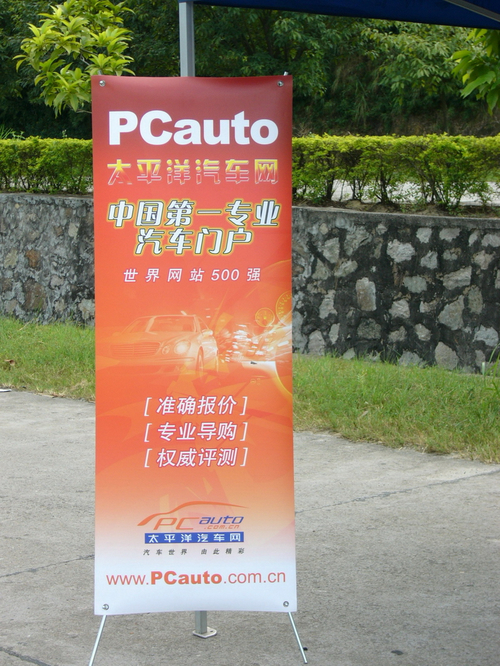 PCauto
太平洋汽车网
中国第一专业
汽车门户
世界网站500强
[准确报价]
[专业导购]
[权威评测]
PCauto
.com.cn
太平洋汽车网
汽车世界 由此精彩
www.PCauto.com.cn